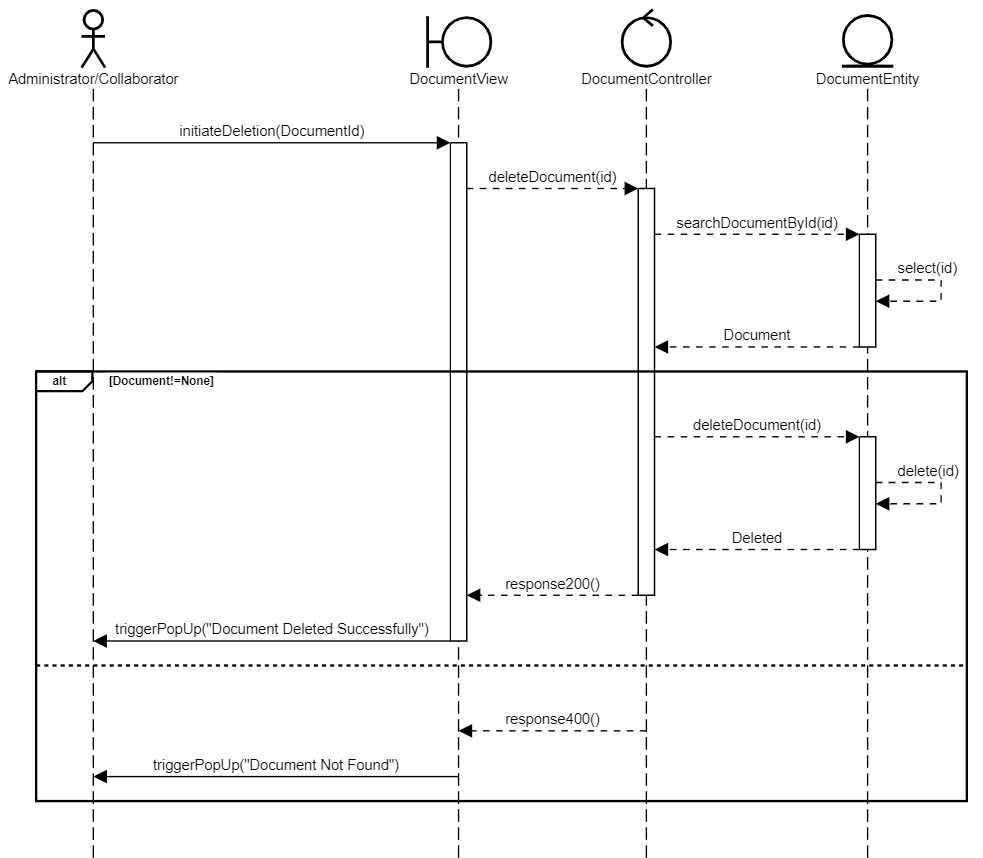 Administrator/Collaborator
DocumentView
DocumentController
DocumentEntity
initiateDeletion(DocumentId)
deleteDocument(id)
searchDocumentById(id)
select(id)
Document
alt
[Document!=None]
deleteDocument(id)
delete(id)
Deleted
response200()
triggerPopUp("Document Deleted Successfully")
response400()
triggerPopUp("Document Not Found")